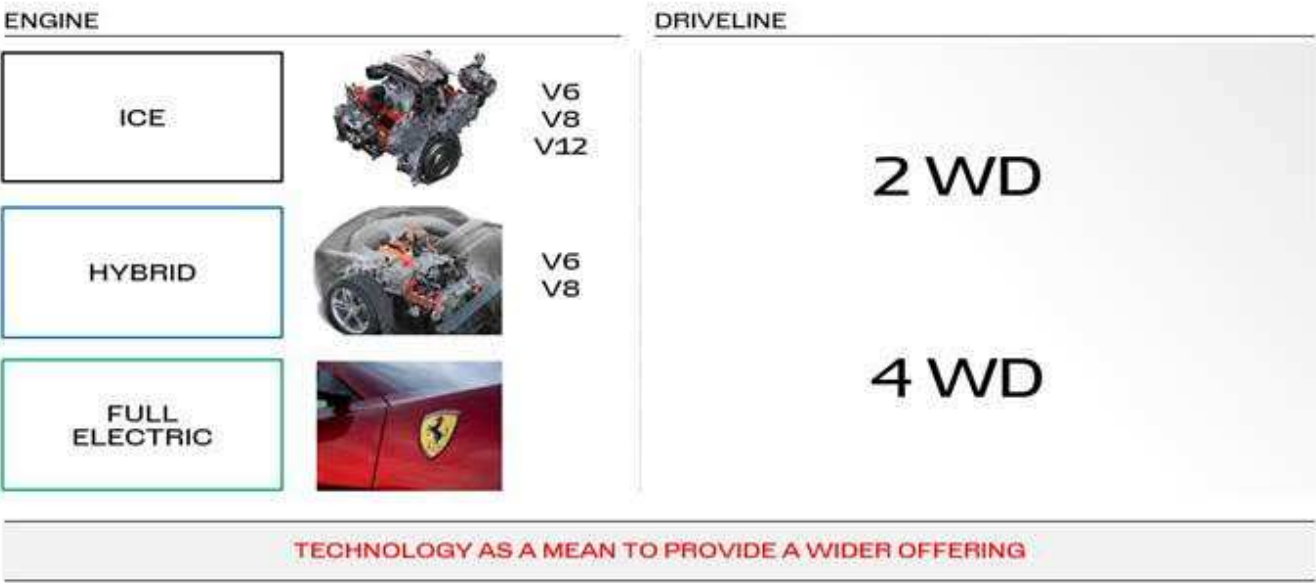 ENGINE
DRIVELINE
ICE
V6
V8
V12
HYBRID
V6
V8
FULL
ELECTRIC
2 WD
4 WD
TECHNOLOGY AS A MEAN TO PROVIDE A WIDER OFFERING